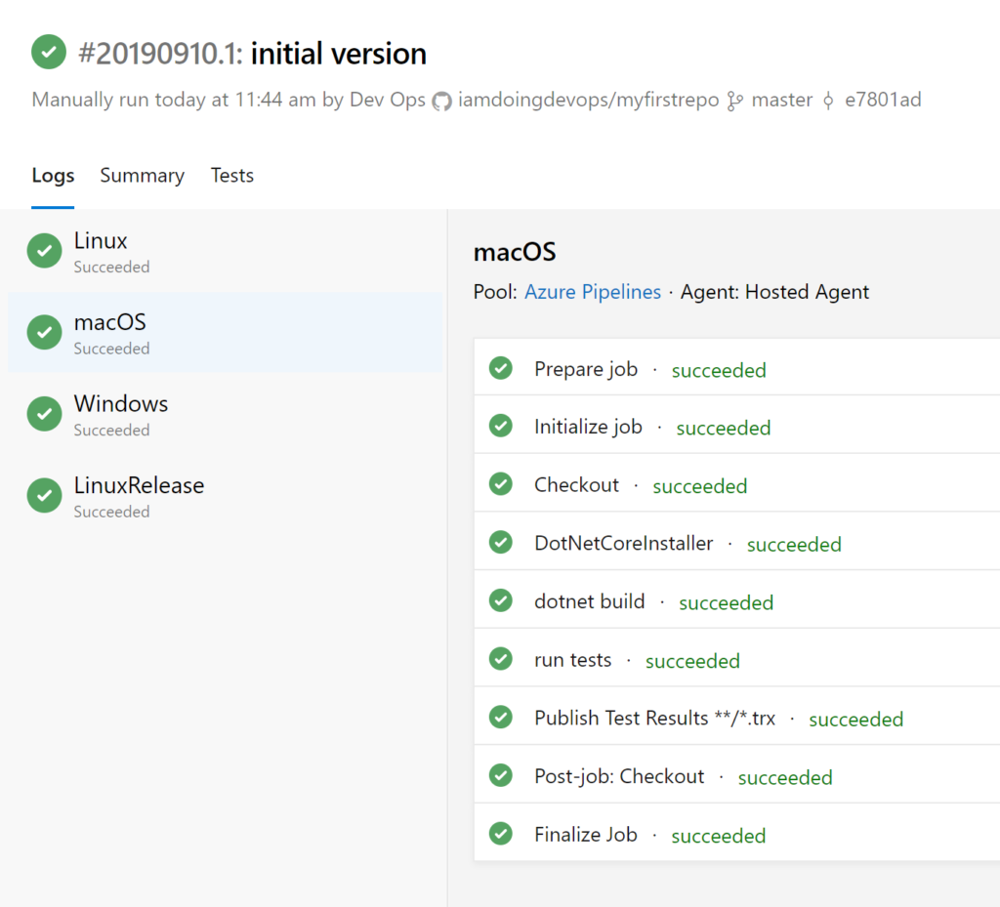 #20190910.1: initial version
Manually run today at 11:44 am by Dev Ops iamdoingdevops/myfirstrepo master e7801ad
Logs Summary Tests
Linux
Succeeded
macOS
Succeeded
Windows
Succeeded
LinuxRelease
Succeeded
macOS
Pool: Azure Pipelines · Agent: Hosted Agent
Prepare job · succeeded
Initialize job · succeeded
Checkout · succeeded
DotNetCoreInstaller · succeeded
dotnet build · succeeded
run tests · succeeded
Publish Test Results **/*.trx · succeeded
Post-job: Checkout · succeeded
Finalize Job · succeeded